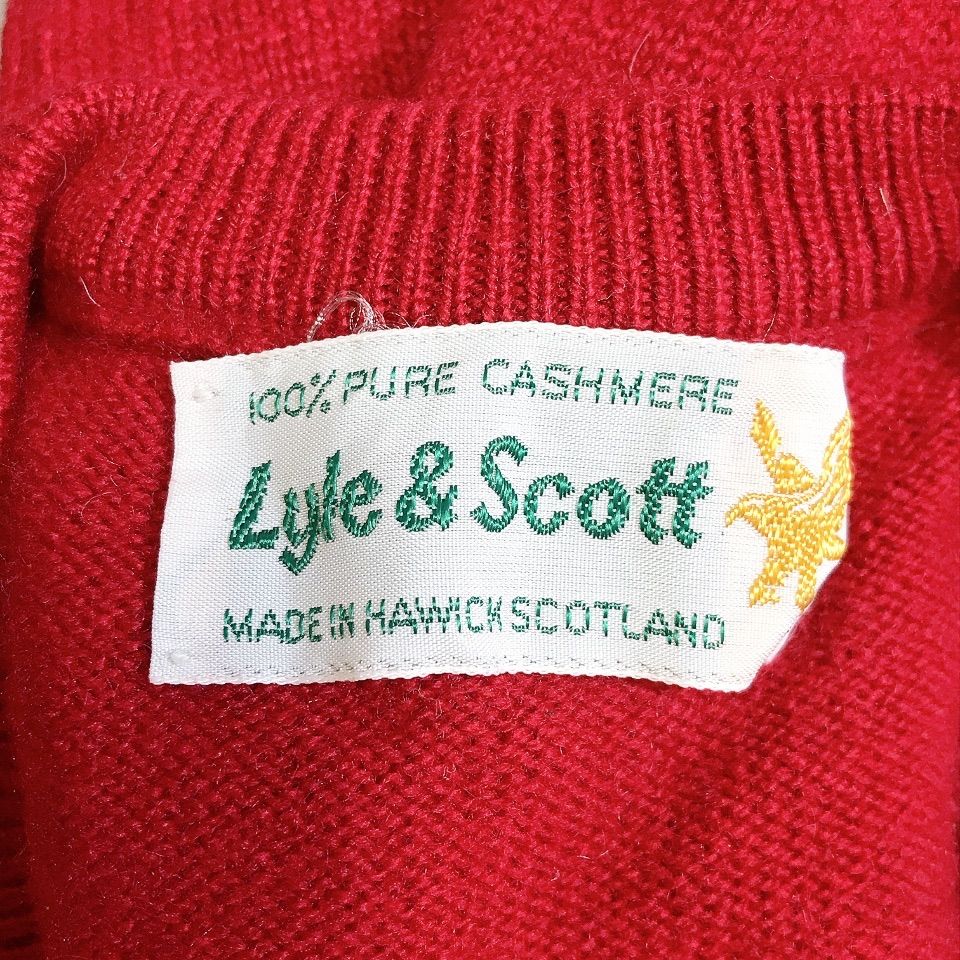 100% PURE CASHMERE
Lyle & Scott
MADE IN HAWICK SCOTLAND